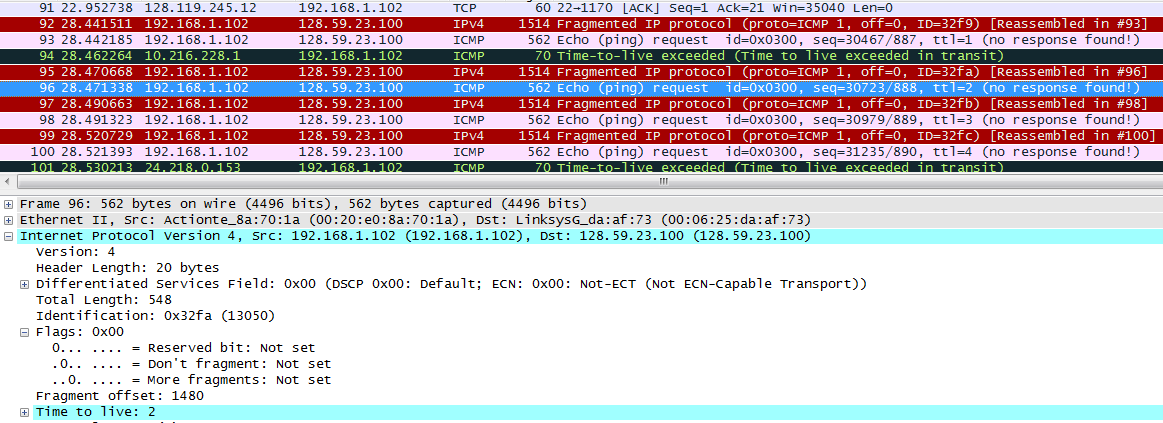 91 22.952738 128.119.245.12 192.168.1.102 TCP 60 22→1170 [ACK] Seq=1 Ack=21 Win=35040 Len=0
92 28.441511 192.168.1.102 128.59.23.100 IPv4 1514 Fragmented IP protocol (proto=ICMP 1, off=0, ID=32f9) [Reassembled in #93]
93 28.442185 192.168.1.102 128.59.23.100 ICMP 562 Echo (ping) request id=0x0300, seq=30467/887, ttl=1 (no response found!)
94 28.462264 10.216.228.1 192.168.1.102 ICMP 70 Time-to-live exceeded (Time to live exceeded in transit)
95 28.470668 192.168.1.102 128.59.23.100 IPv4 1514 Fragmented IP protocol (proto=ICMP 1, off=0, ID=32fa) [Reassembled in #96]
96 28.471338 192.168.1.102 128.59.23.100 ICMP 562 Echo (ping) request id=0x0300, seq=30723/888, ttl=2 (no response found!)
97 28.490663 192.168.1.102 128.59.23.100 IPv4 1514 Fragmented IP protocol (proto=ICMP 1, off=0, ID=32fb) [Reassembled in #98]
98 28.491323 192.168.1.102 128.59.23.100 ICMP 562 Echo (ping) request id=0x0300, seq=30979/889, ttl=3 (no response found!)
99 28.520729 192.168.1.102 128.59.23.100 IPv4 1514 Fragmented IP protocol (proto=ICMP 1, off=0, ID=32fc) [Reassembled in #100]
100 28.521393 192.168.1.102 128.59.23.100 ICMP 562 Echo (ping) request id=0x0300, seq=31235/890, ttl=4 (no response found!)
101 28.530213 24.218.0.153 192.168.1.102 ICMP 70 Time-to-live exceeded (Time to live exceeded in transit)
Frame 96: 562 bytes on wire (4496 bits), 562 bytes captured (4496 bits)
Ethernet II, Src: Actionte_8a:70:1a (00:20:e0:8a:70:1a), Dst: LinksysG_da:af:73 (00:06:25:da:af:73)
Internet Protocol Version 4, Src: 192.168.1.102 (192.168.1.102), Dst: 128.59.23.100 (128.59.23.100)
Version: 4
Header Length: 20 bytes
Differentiated Services Field: 0x00 (DSCP 0x00: Default; ECN: 0x00: Not-ECT (Not ECN-Capable Transport))
Total Length: 548
Identification: 0x32fa (13050)
Flags: 0x00
0... .... = Reserved bit: Not set
.0.. .... = Don't fragment: Not set
..0. .... = More fragments: Not set
Fragment offset: 1480
Time to live: 2